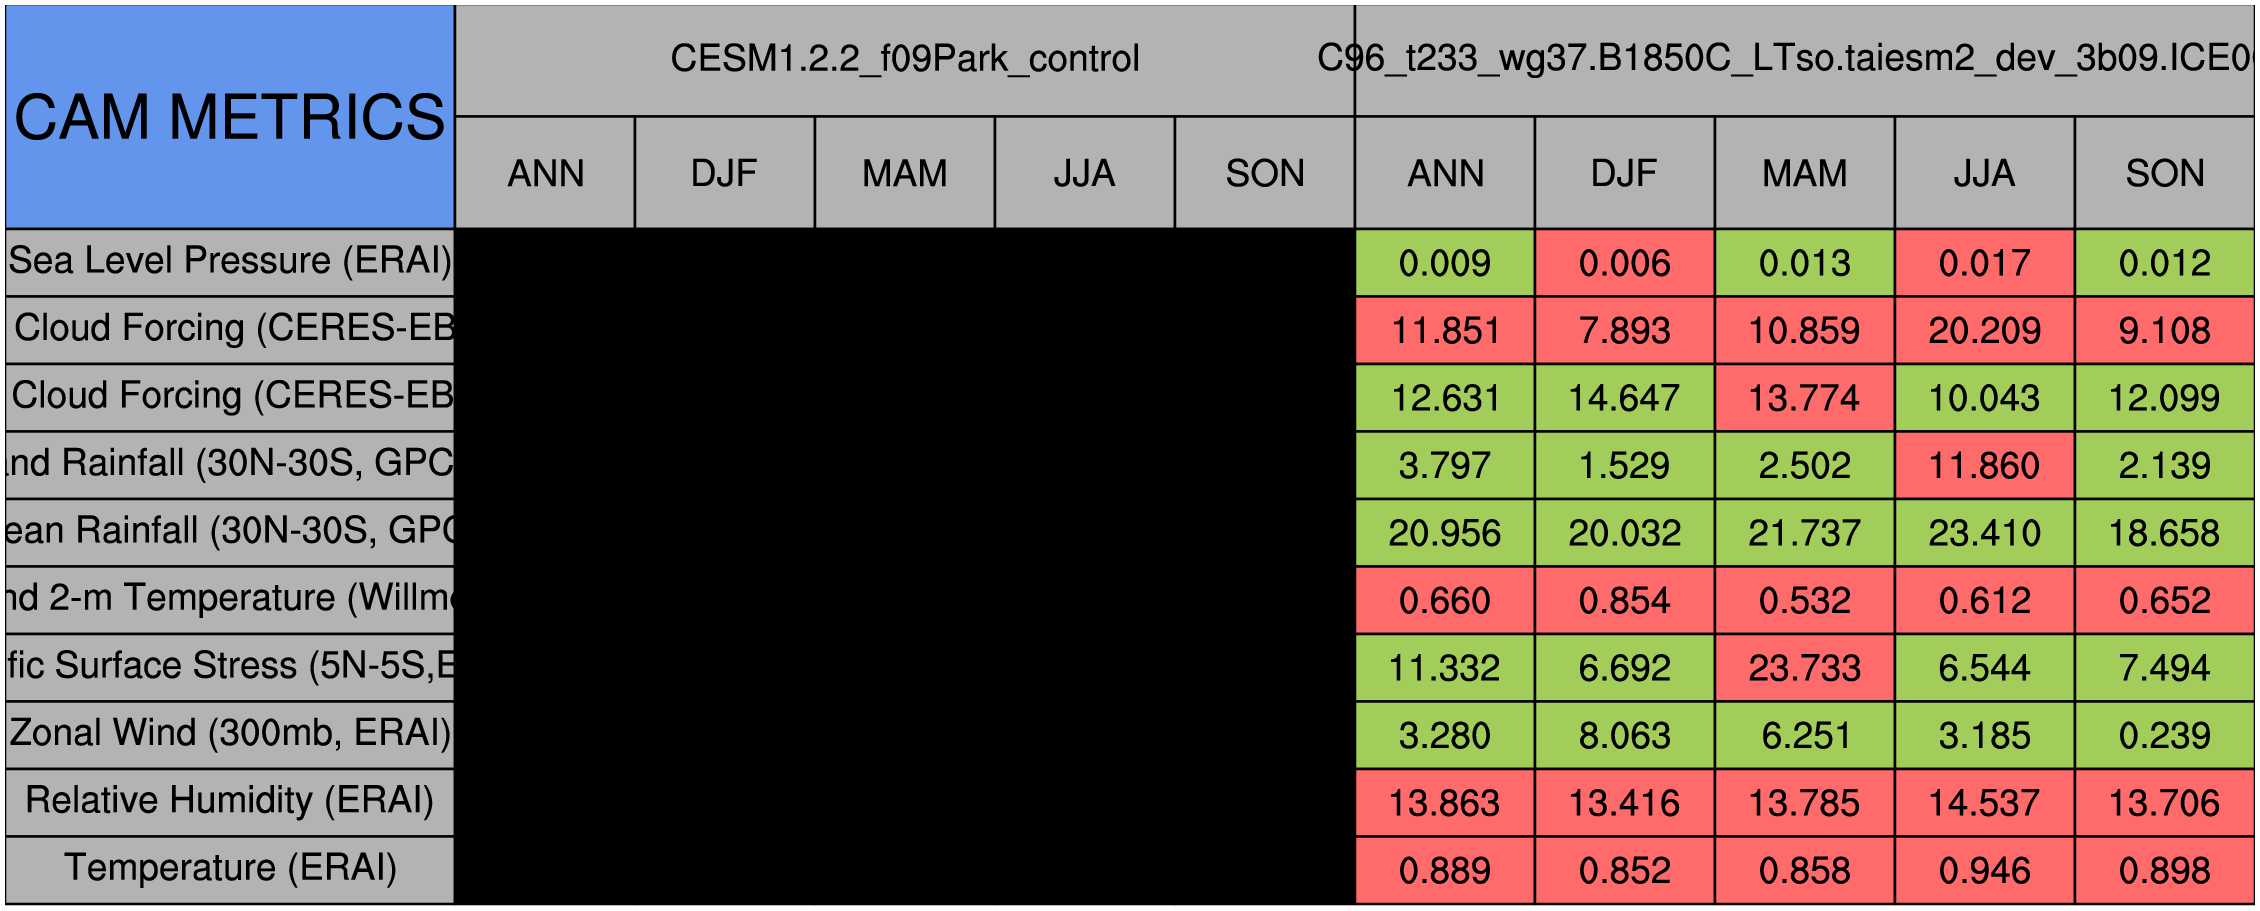 CAM METRICS CESM1.2.2_f09Park_control C96_t233_wg37.B1850C_LTso.taiesm2_dev_3b09.ICE0
ANN DJF MAM JJA SON ANN DJF MAM JJA SON
Sea Level Pressure (ERAI) 0.009 0.006 0.013 0.017 0.012
Cloud Forcing (CERES-EB 11.851 7.893 10.859 20.209 9.108
Cloud Forcing (CERES-EB 12.631 14.647 13.774 10.043 12.099
and Rainfall (30N-30S, GPC 3.797 1.529 2.502 11.860 2.139
ean Rainfall (30N-30S, GPC 20.956 20.032 21.737 23.410 18.658
nd 2-m Temperature (Willmo 0.660 0.854 0.532 0.612 0.652
fic Surface Stress (5N-5S,E 11.332 6.692 23.733 6.544 7.494
Zonal Wind (300mb, ERAI) 3.280 8.063 6.251 3.185 0.239
Relative Humidity (ERAI) 13.863 13.416 13.785 14.537 13.706
Temperature (ERAI) 0.889 0.852 0.858 0.946 0.898